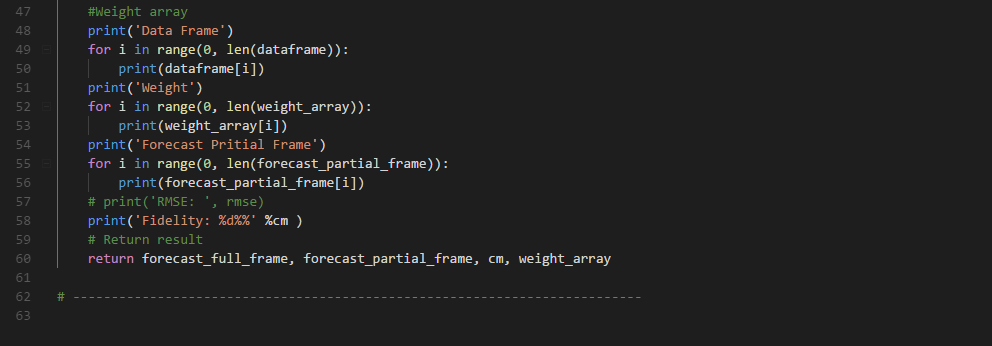 47 #Weight array
48 print('Data Frame')
49 for i in range(0, len(dataframe)):
50 print(dataframe[i])
51 print('Weight')
52 for i in range(0, len(weight_array)):
53 print(weight_array[i])
54 print('Forecast Pritial Frame')
55 for i in range(0, len(forecast_partial_frame)):
56 print(forecast_partial_frame[i])
57 # print('RMSE: ', rmse)
58 print('Fidelity: %d%%' %cm )
59 # Return result
60 return forecast_full_frame, forecast_partial_frame, cm, weight_array
61
62 # --------------------------------------------------------------------------
63